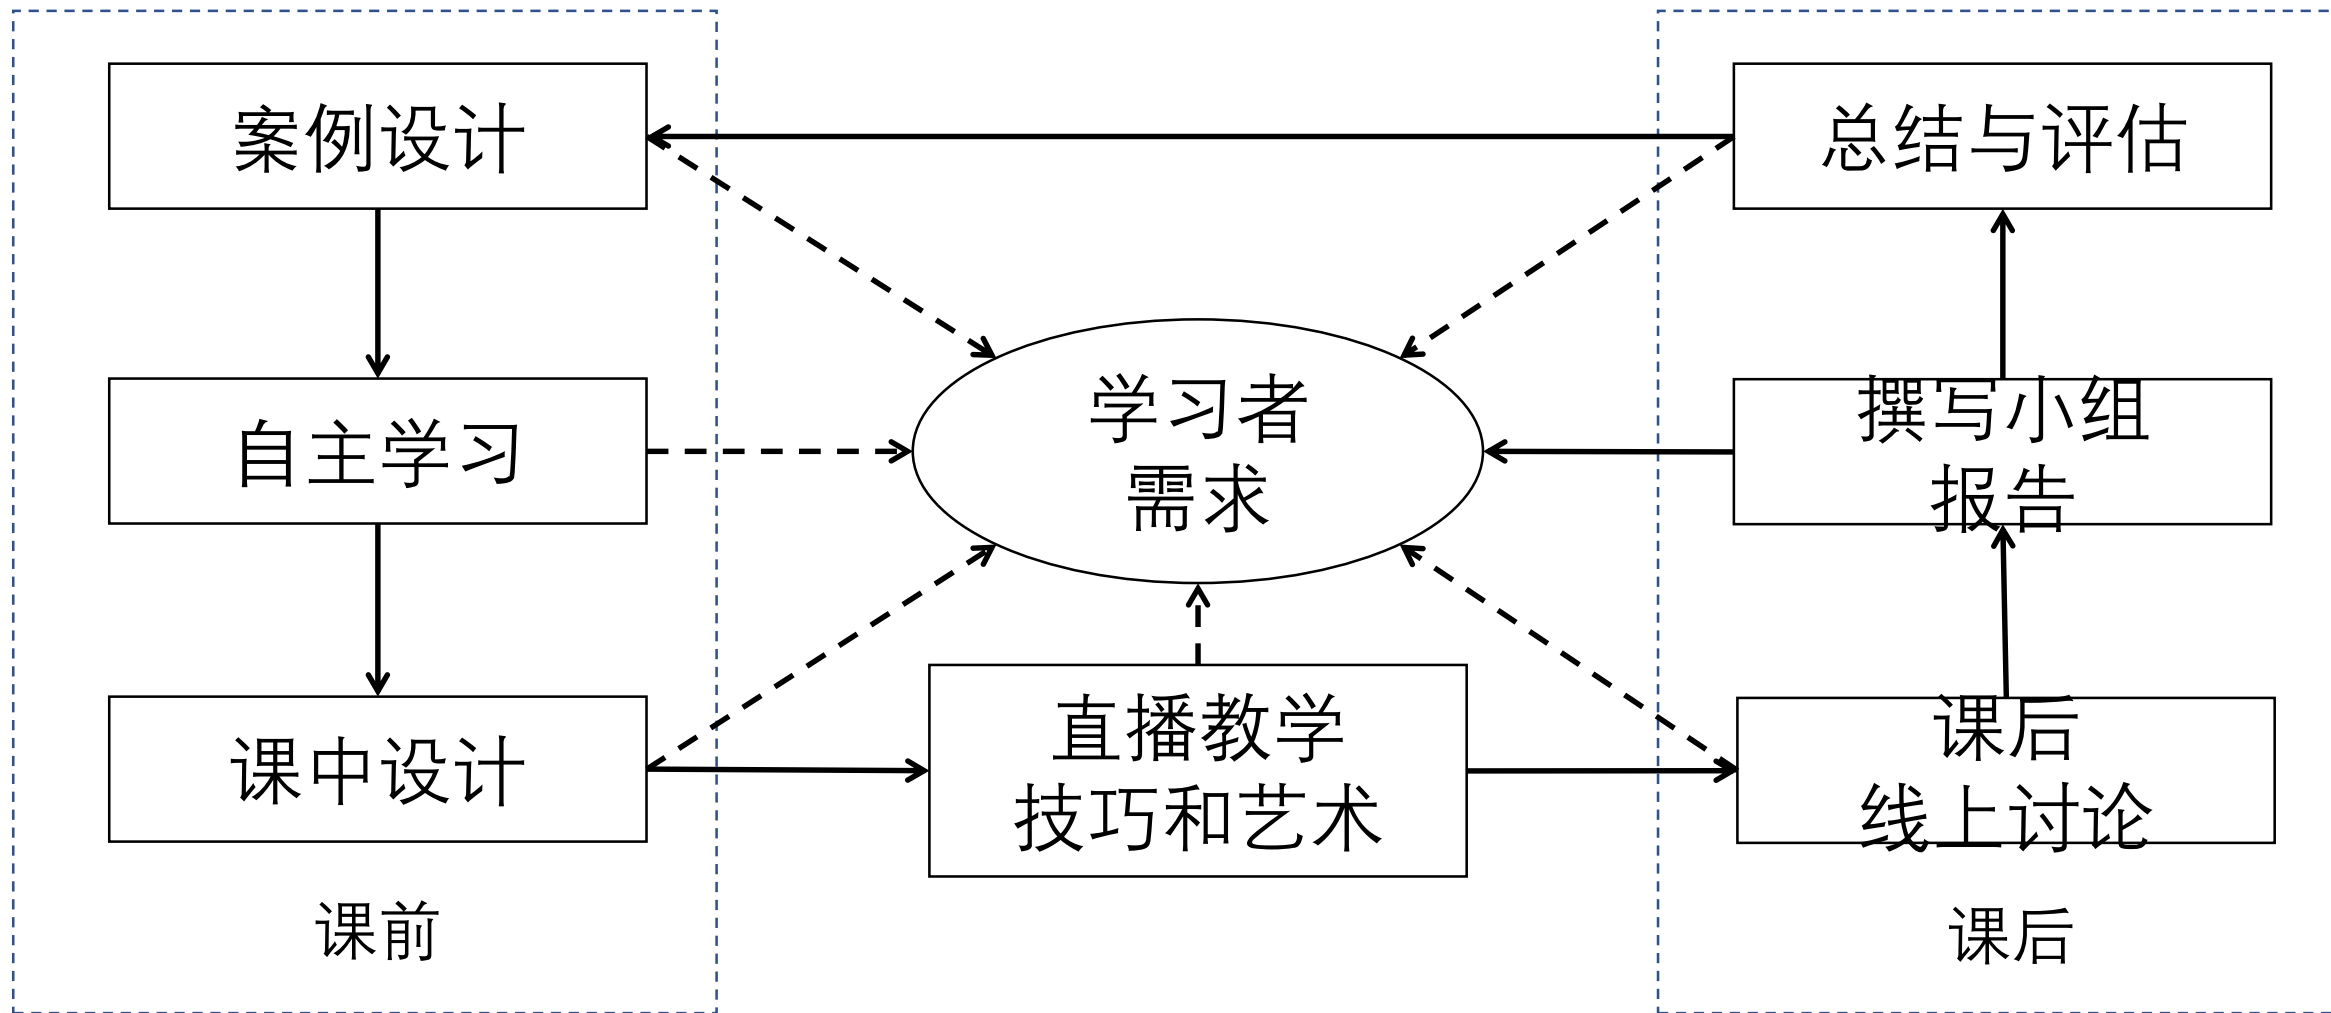 案例设计
自主学习
课中设计
课前
学习者
需求
直播教学
技巧和艺术
总结与评估
撰写小组
报告
课后
线上讨论
课后